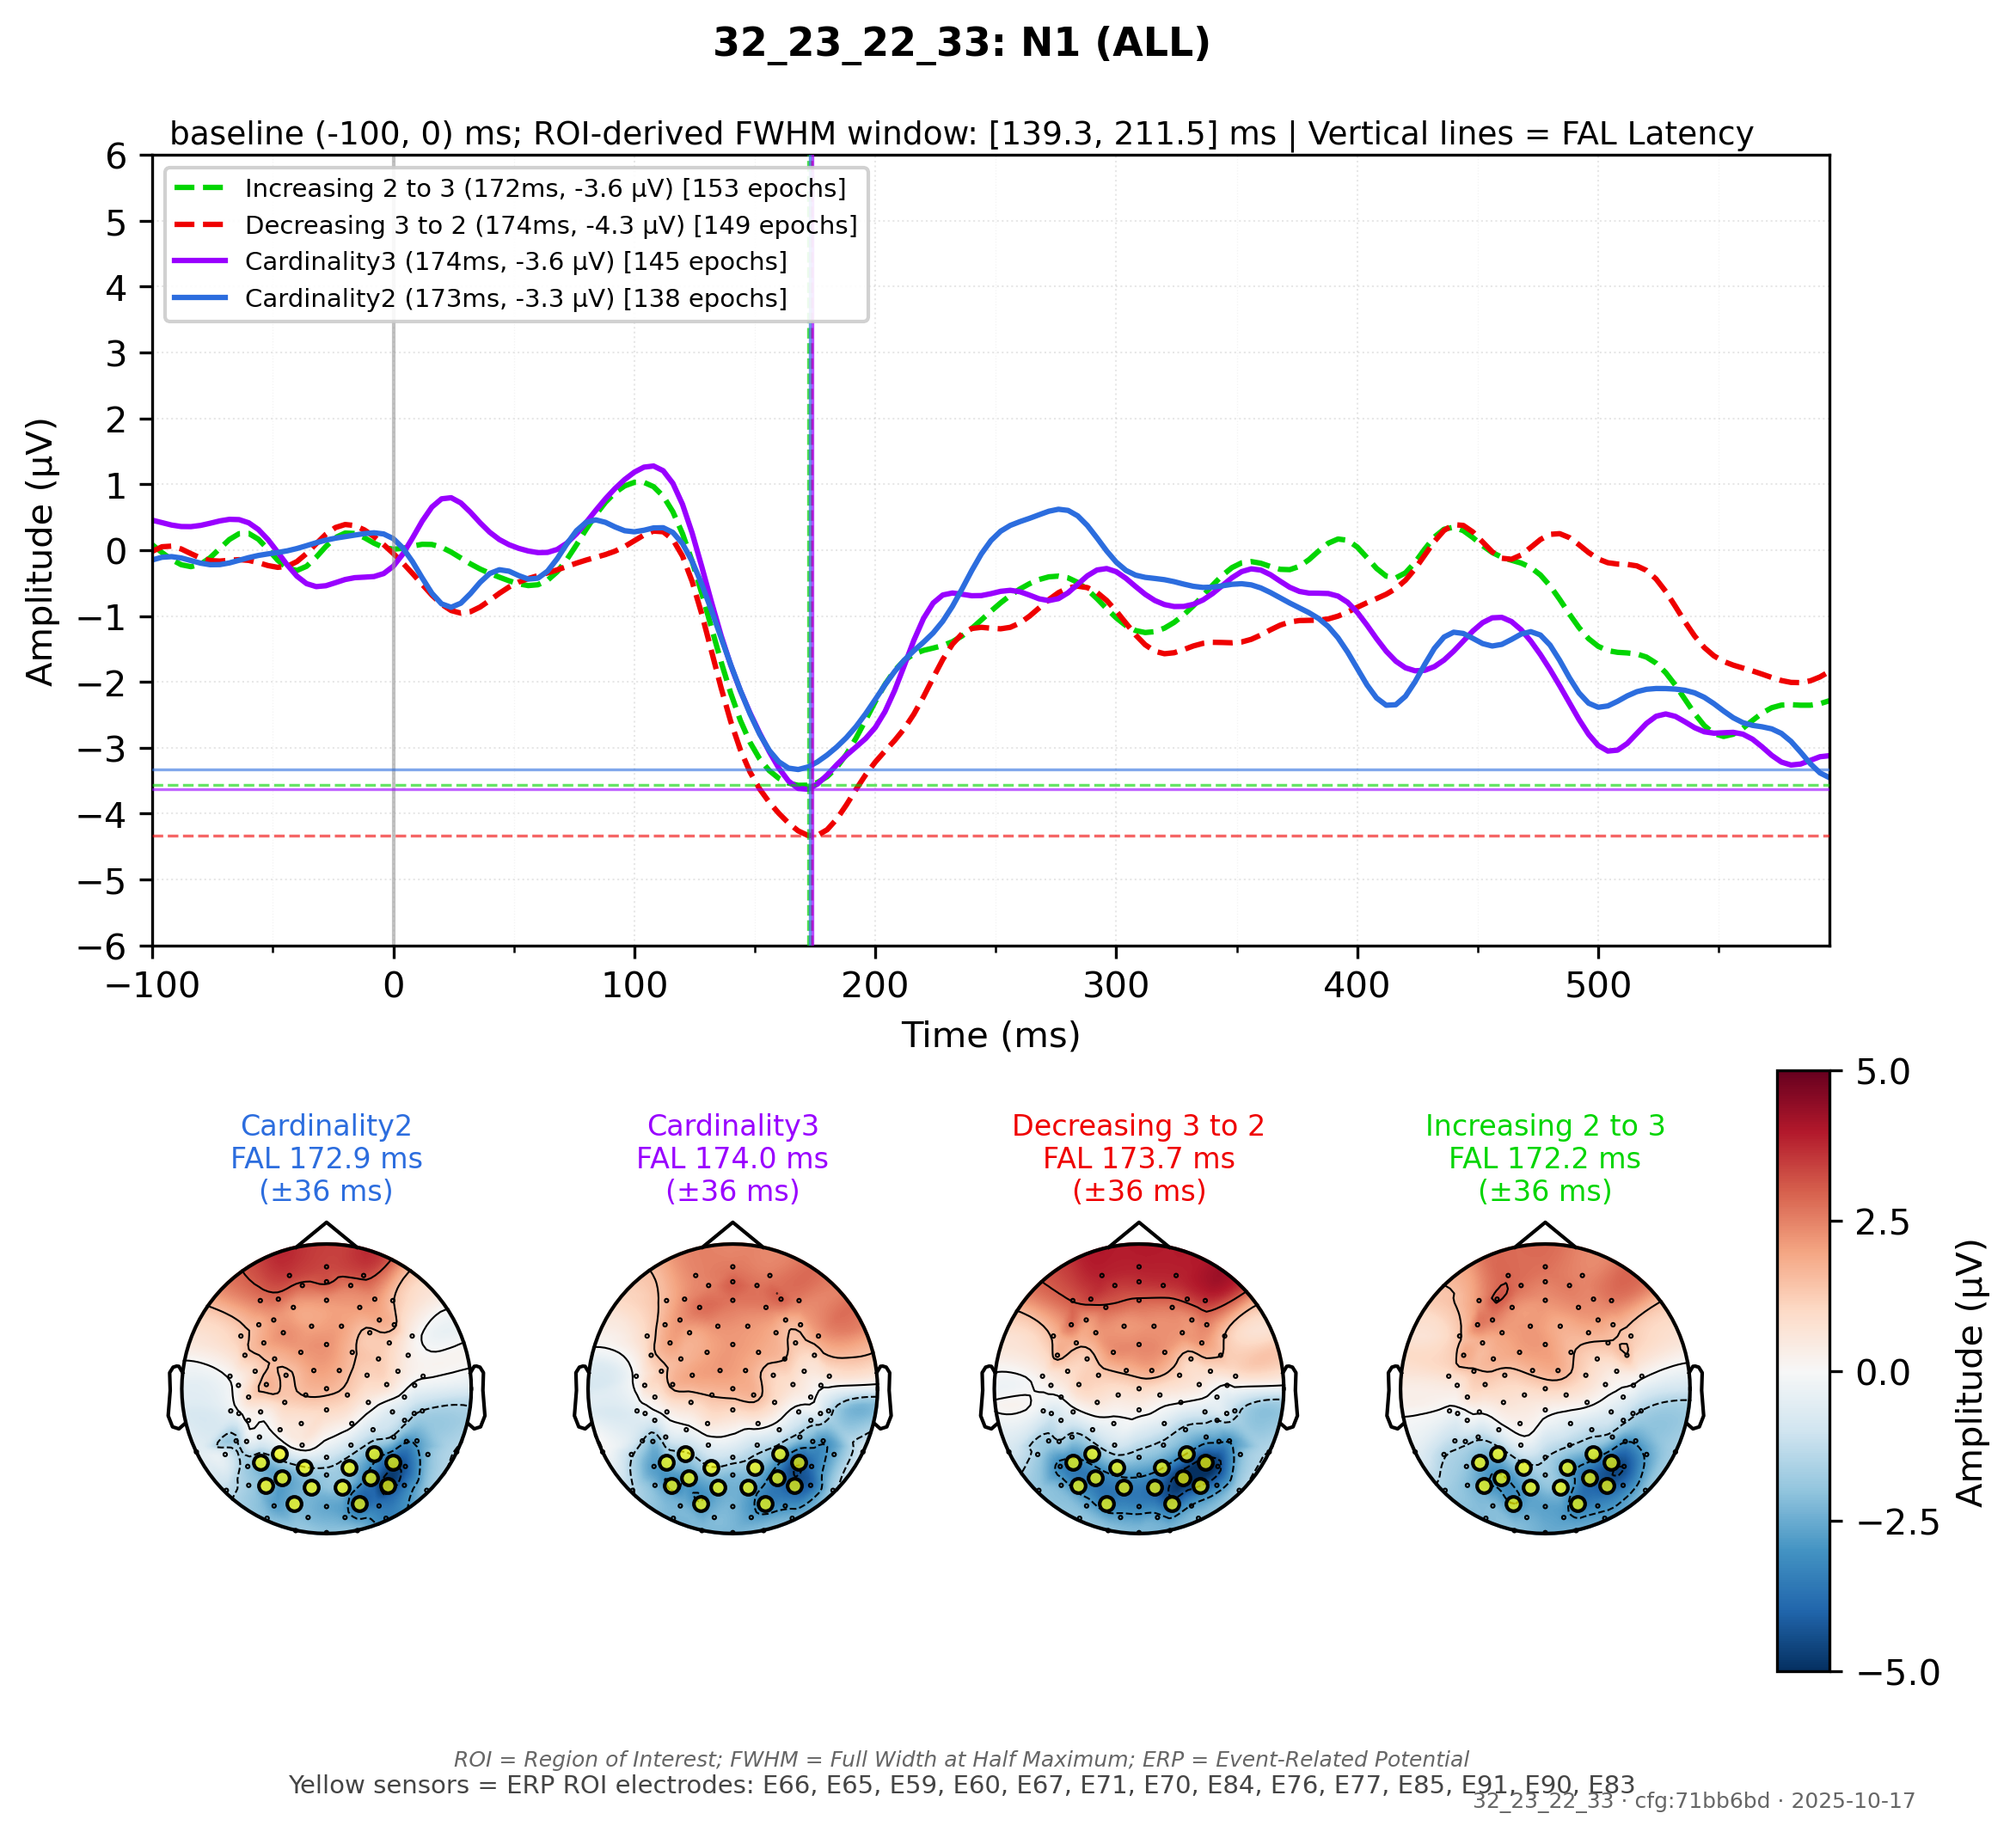 32_23_22_33: N1 (ALL)
baseline (-100, 0) ms; ROI-derived FWHM window: [139.3, 211.5] ms | Vertical lines = FAL Latency
Increasing 2 to 3 (172ms, -3.6 µV) [153 epochs]
Decreasing 3 to 2 (174ms, -4.3 µV) [149 epochs]
Cardinality3 (174ms, -3.6 µV) [145 epochs]
Cardinality2 (173ms, -3.3 µV) [138 epochs]
Amplitude (µV)
6
5
4
3
2
1
0
−1
−2
−3
−4
−5
−6
−100 0 100 200 300 400 500
Time (ms)
Cardinality2
FAL 172.9 ms
(±36 ms)
Cardinality3
FAL 174.0 ms
(±36 ms)
Decreasing 3 to 2
FAL 173.7 ms
(±36 ms)
Increasing 2 to 3
FAL 172.2 ms
(±36 ms)
5.0
2.5
0.0
−2.5
−5.0
Amplitude (µV)
ROI = Region of Interest; FWHM = Full Width at Half Maximum; ERP = Event-Related Potential
Yellow sensors = ERP ROI electrodes: E66, E65, E59, E60, E67, E71, E70, E84, E76, E77, E85, E91, E90, E83
32_23_22_33 · cfg:71bb6bd · 2025-10-17